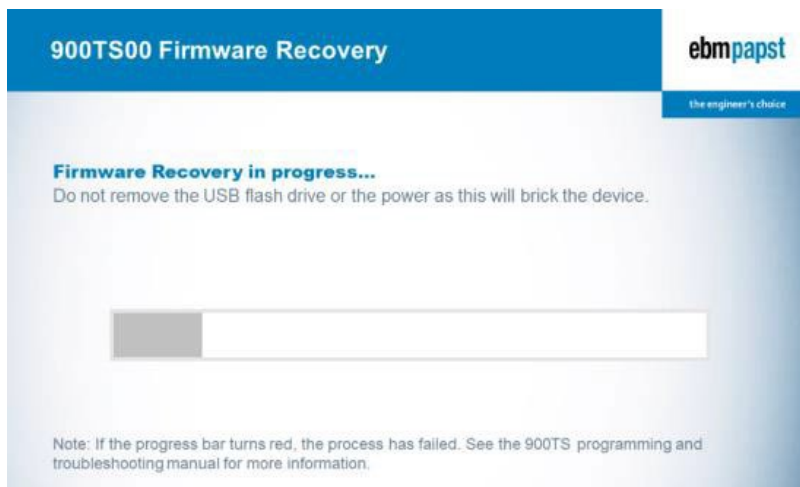 900TS00 Firmware Recovery
ebmpapst
the engineer's choice
Firmware Recovery in progress...
Do not remove the USB flash drive or the power as this will brick the device.
Note: If the progress bar turns red, the process has failed. See the 900TS programming and
troubleshooting manual for more information.